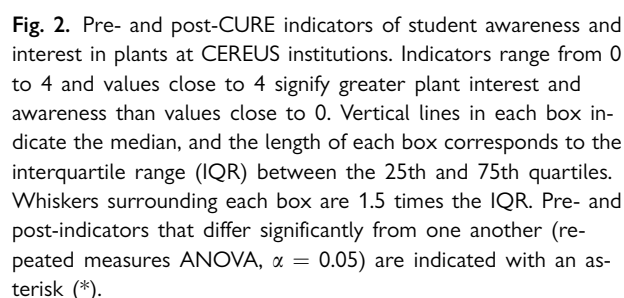 Fig. 2. Pre- and post-CURE indicators of student awareness and
interest in plants at CEREUS institutions. Indicators range from 0
to 4 and values close to 4 signify greater plant interest and
awareness than values close to 0. Vertical lines in each box in-
dicate the median, and the length of each box corresponds to the
interquartile range (IQR) between the 25th and 75th quartiles.
Whiskers surrounding each box are 1.5 times the IQR. Pre- and
post-indicators that differ significantly from one another (re-
peated measures ANOVA, α = 0.05) are indicated with an as-
terisk (*).